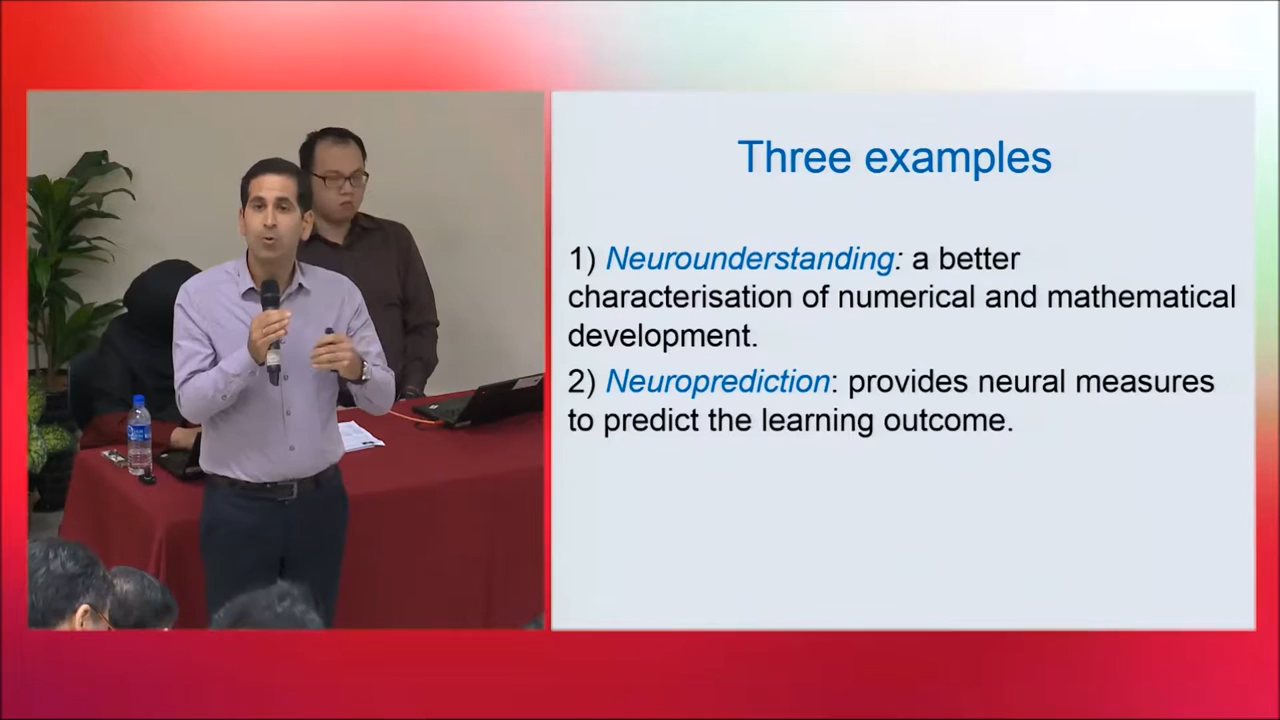 Three examples
1) Neurounderstanding: a better
characterisation of numerical and mathematical
development.
2) Neuroprediction: provides neural measures
to predict the learning outcome.